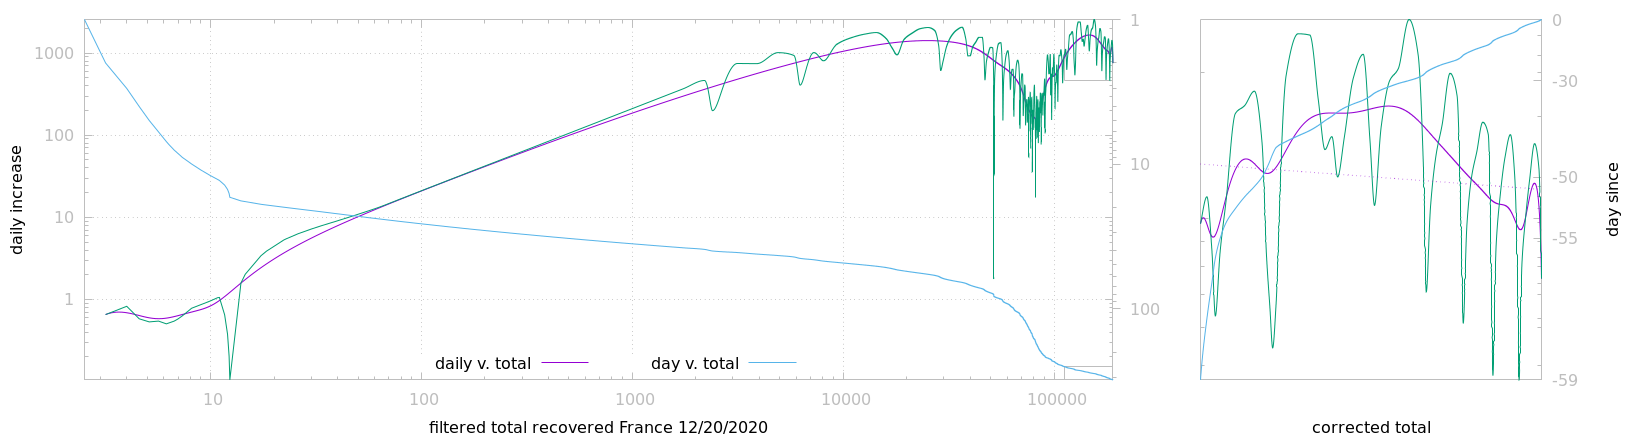 daily increase
1000
100
10
1
10
100
1000
10000
100000
1
10
100
daily v. total
day v. total
filtered total recovered France 12/20/2020
0
-30
-50
-55
-59
day since
corrected total